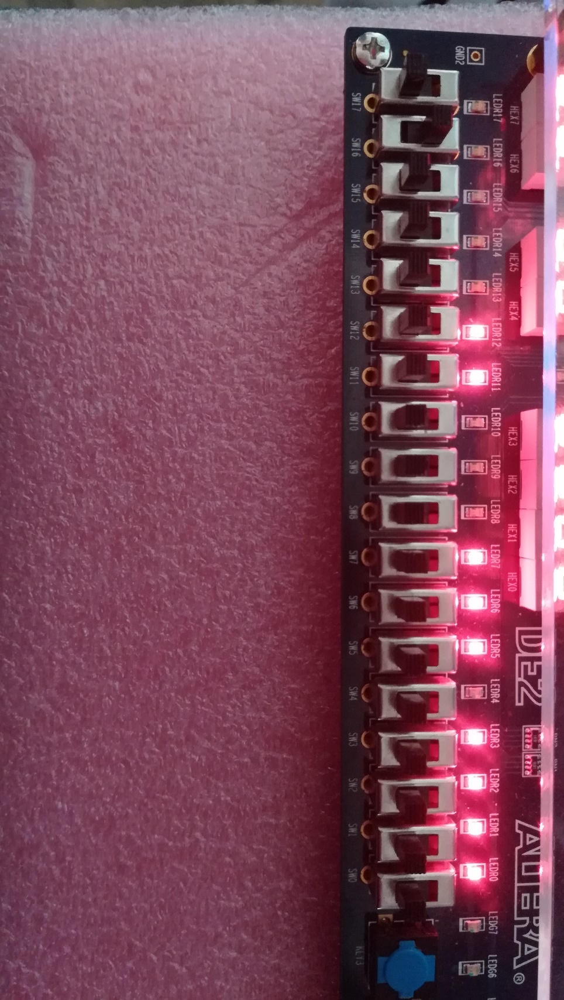 GND2
SW17
LEDR17
HEX7
SW16
LEDR16
HEX6
SW15
LEDR15
SW14
LEDR14
HEX5
SW13
LEDR13
HEX4
SW12
LEDR12
SW11
LEDR11
SW10
LEDR10
HEX3
SW9
LEDR9
HEX2
SW8
LEDR8
HEX1
SW7
LEDR7
HEX0
SW6
LEDR6
SW5
LEDR5
DE2
SW4
LEDR4
SW3
LEDR3
SW2
LEDR2
SW1
LEDR1
ALTERA®
SW0
LEDR0
LEDG7
KEY3
LEDG6